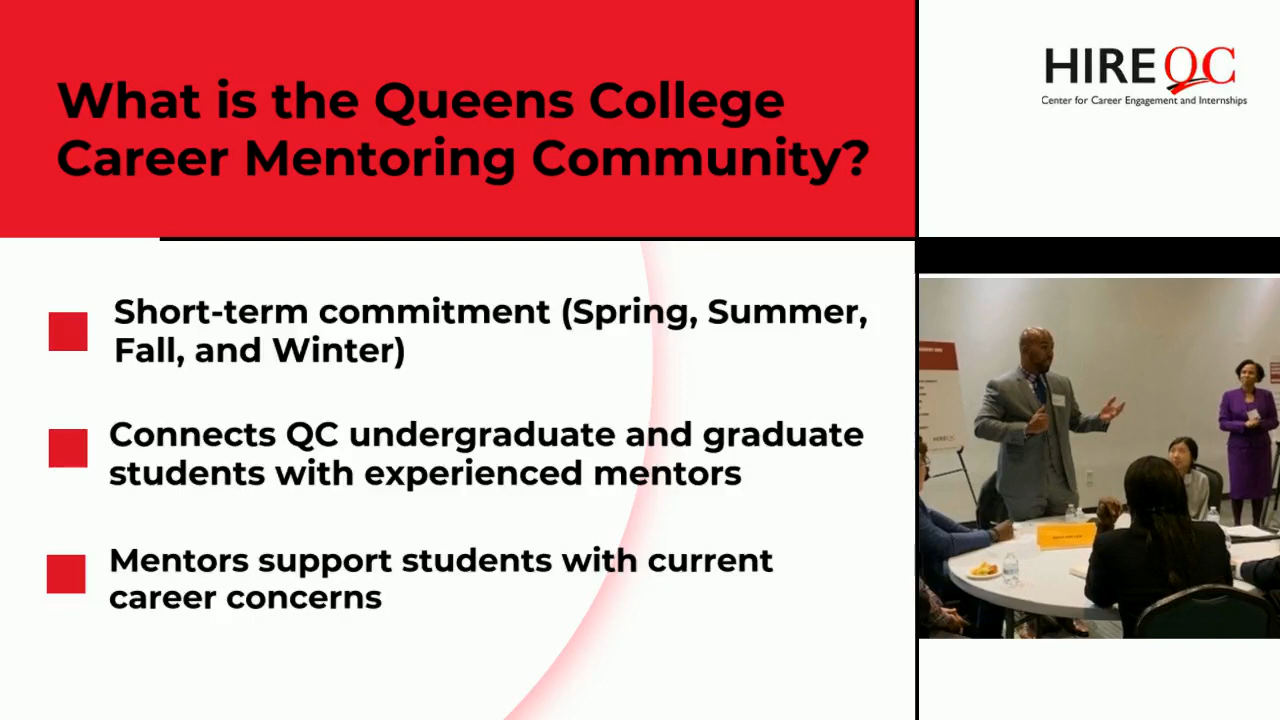 What is the Queens College
Career Mentoring Community?
HIRE QC
Center for Career Engagement and Internships
Short-term commitment (Spring, Summer,
Fall, and Winter)
Connects QC undergraduate and graduate
students with experienced mentors
Mentors support students with current
career concerns
HIREQC